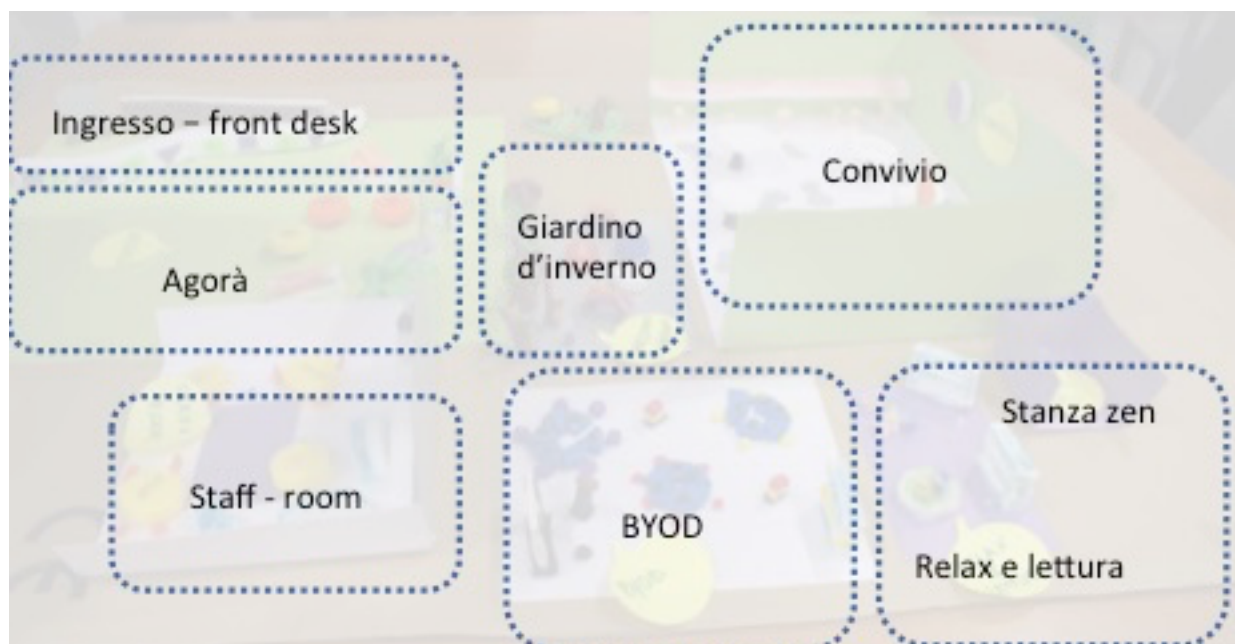 Ingresso – front desk
Convivio
Giardino
d’inverno
Agorà
Stanza zen
Staff - room
BYOD
Relax e lettura